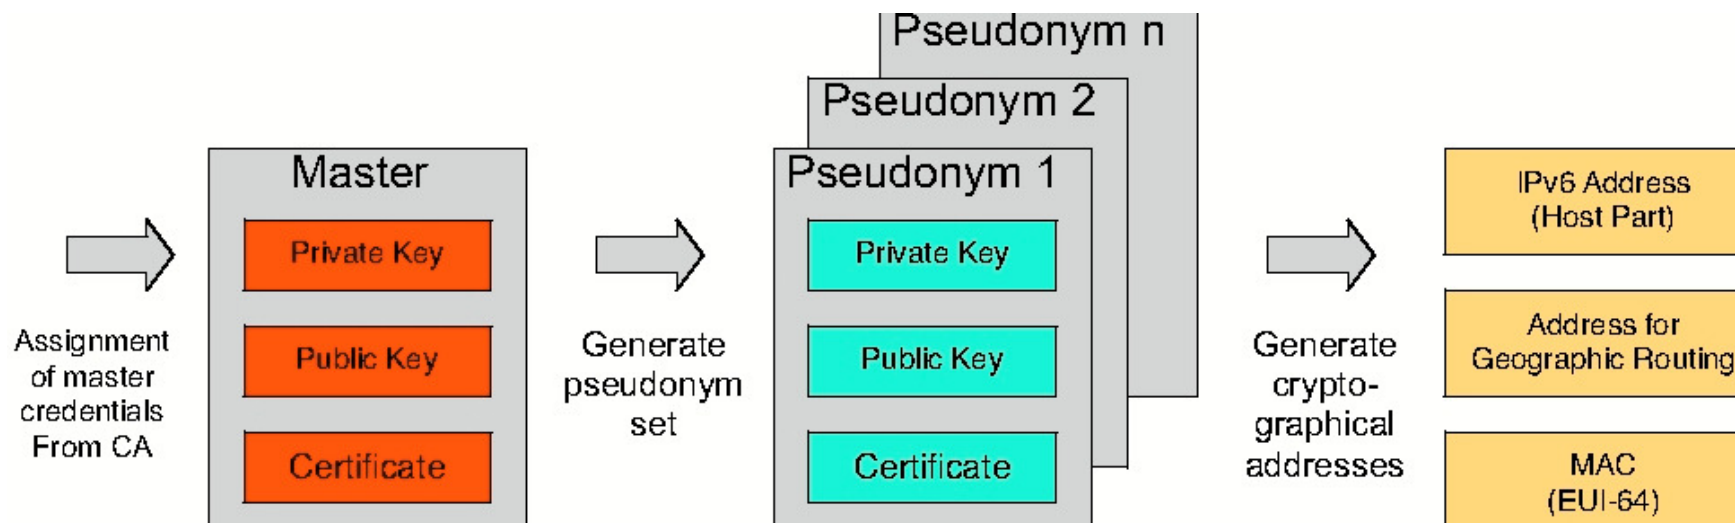 Assignment
of master
credentials
From CA
Master
Private Key
Public Key
Certificate
Generate
pseudonym
set
Pseudonym n
Pseudonym 2
Pseudonym 1
Private Key
Public Key
Certificate
Generate
crypto-
graphical
addresses
IPv6 Address
(Host Part)
Address for
Geographic Routing
MAC
(EUI-64)